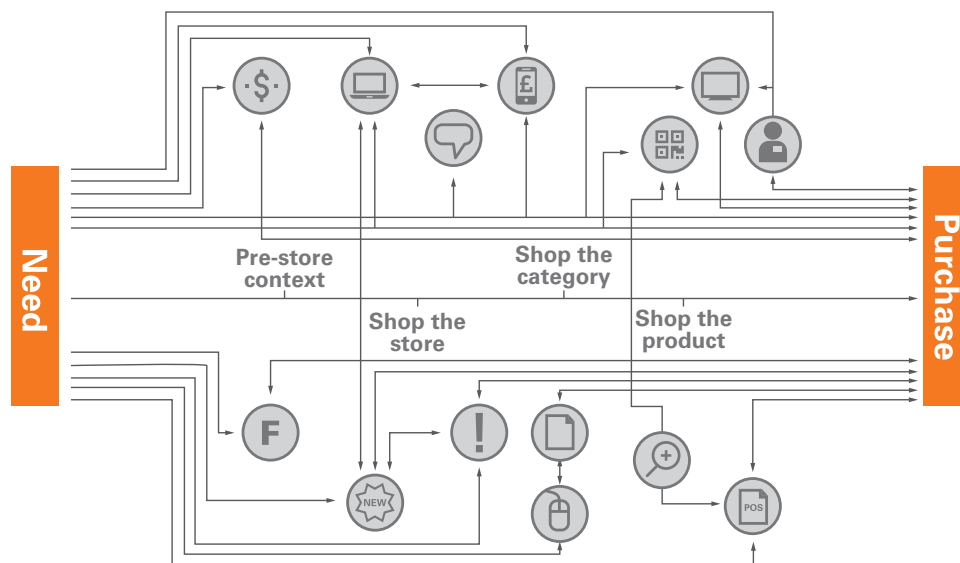 $
£
Need
Purchase
Pre-store
context
Shop the
category
Shop the
store
Shop the
product
F
!
NEW
POS